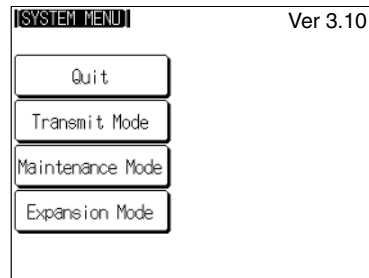 [SYSTEM MENU]
Ver 3.10
Quit
Transmit Mode
Maintenance Mode
Expansion Mode